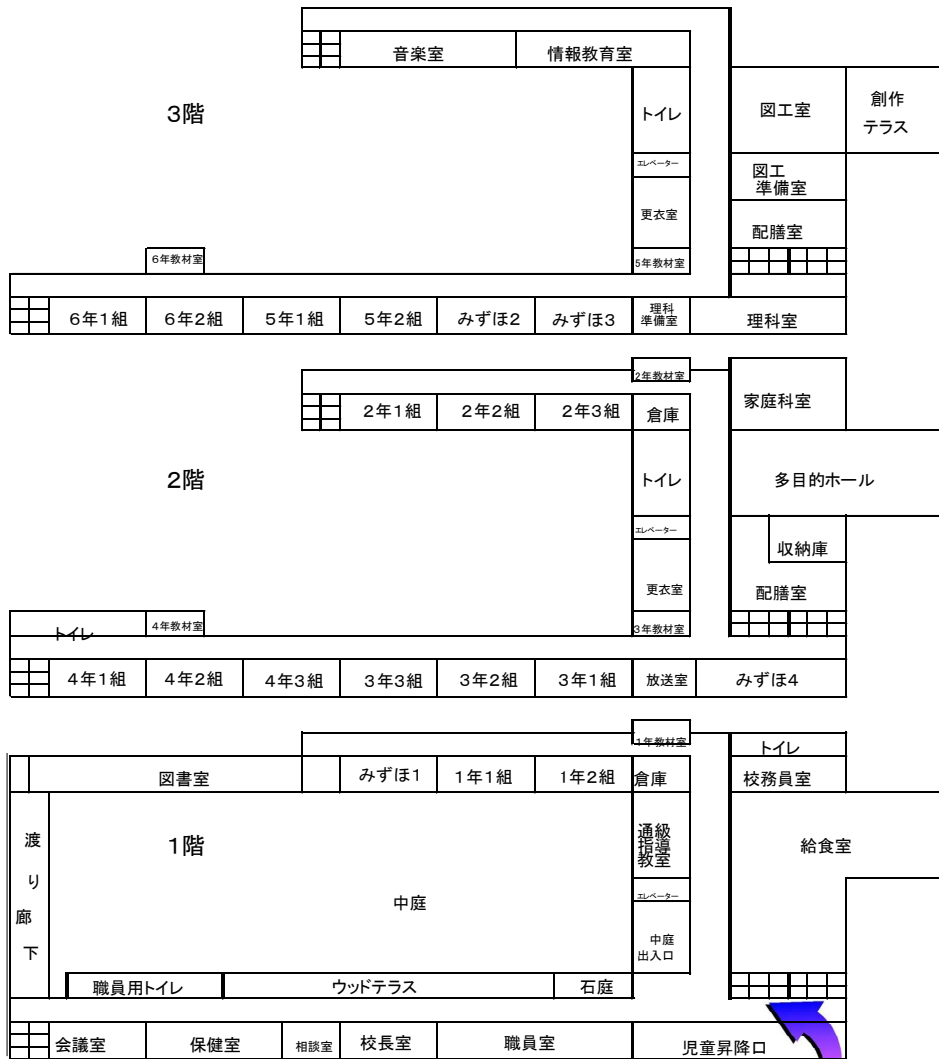 音楽室
情報教育室
3階
トイレ
図工室
創作
テラス
エレベーター
図工
準備室
更衣室
配膳室
6年教材室
5年教材室
6年1組
6年2組
5年1組
5年2組
みずほ2
みずほ3
理科
準備室
理科室
2年教材室
2年1組
2年2組
2年3組
倉庫
家庭科室
2階
トイレ
多目的ホール
エレベーター
収納庫
更衣室
配膳室
トイレ
4年教材室
3年教材室
4年1組
4年2組
4年3組
3年3組
3年2組
3年1組
放送室
みずほ4
1年教材室
トイレ
図書室
みずほ1
1年1組
1年2組
倉庫
校務員室
渡り廊下
1階
通級
指導
教室
給食室
中庭
エレベーター
中庭
出入口
職員用トイレ
ウッドテラス
石庭
会議室
保健室
相談室
校長室
職員室
児童昇降口